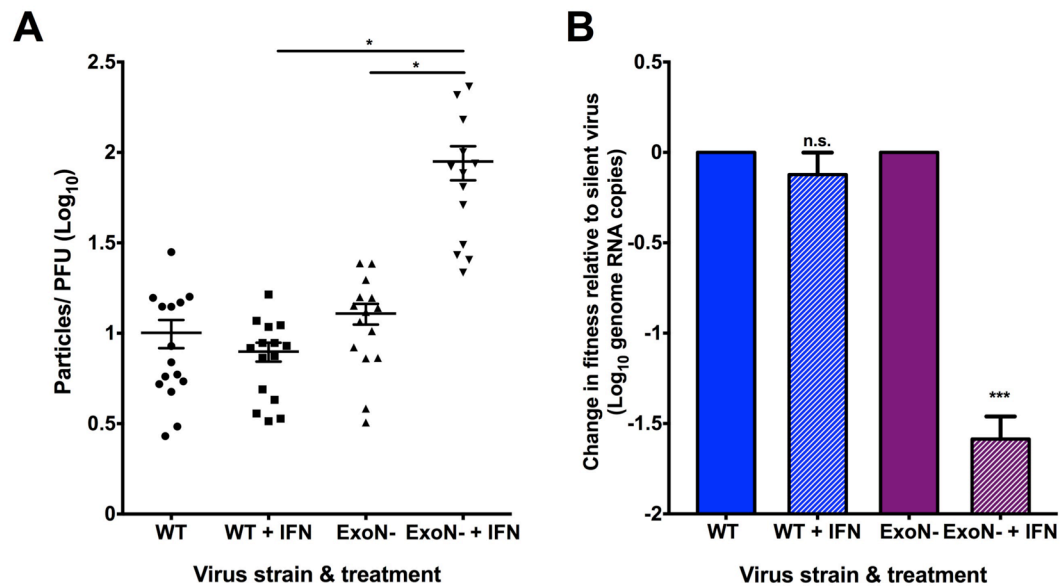 A
Particles/ PFU (Log10)
2.5
2
1.5
1
0.5
0
*
*
WT
WT + IFN
ExoN-
ExoN- + IFN
Virus strain & treatment
B
Change in fitness relative to silent virus
(Log10 genome RNA copies)
0.5
0
-0.5
-1
-1.5
-2
n.s.
***
WT
WT + IFN
ExoN-
ExoN- + IFN
Virus strain & treatment